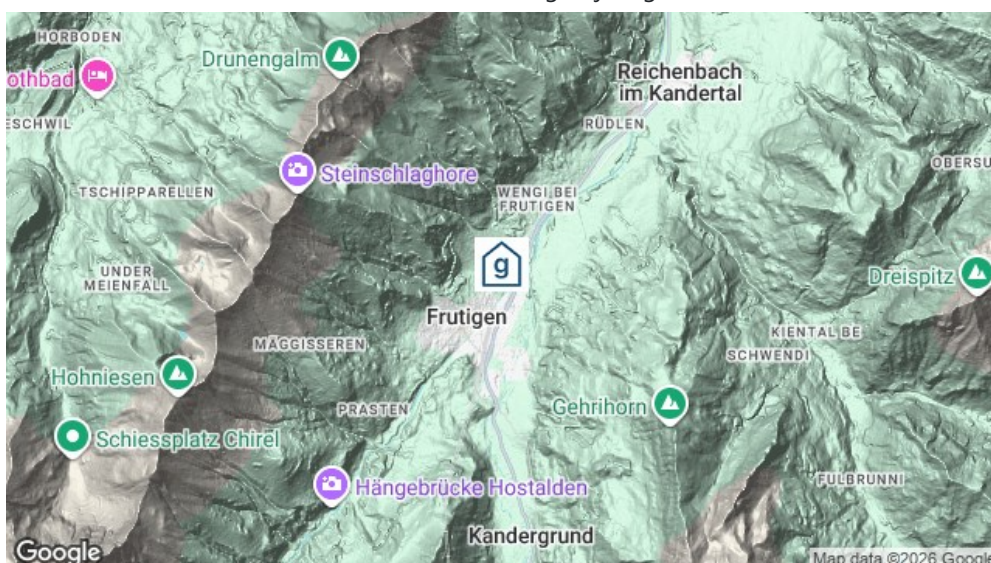 HORBODEN
Drunengalm
othbad
Reichenbach
im Kandertal
ESCHWIL
RÜDLEN
OBERSU
Steinschlaghore
TSCHIPPARELLEN
WENGI BEI
FRUTIGEN
g
UNDER
MEIENFALL
Dreispitz
Frutigen
KIENTAL BE
MÄGGISSEREN
SCHWENDI
Hohniesen
PRASTEN
Gehrihorn
Schiessplatz Chirel
FULBRUNNI
Hängebrücke Hostalden
Kandergrund
Google
Map data ©2026 Google